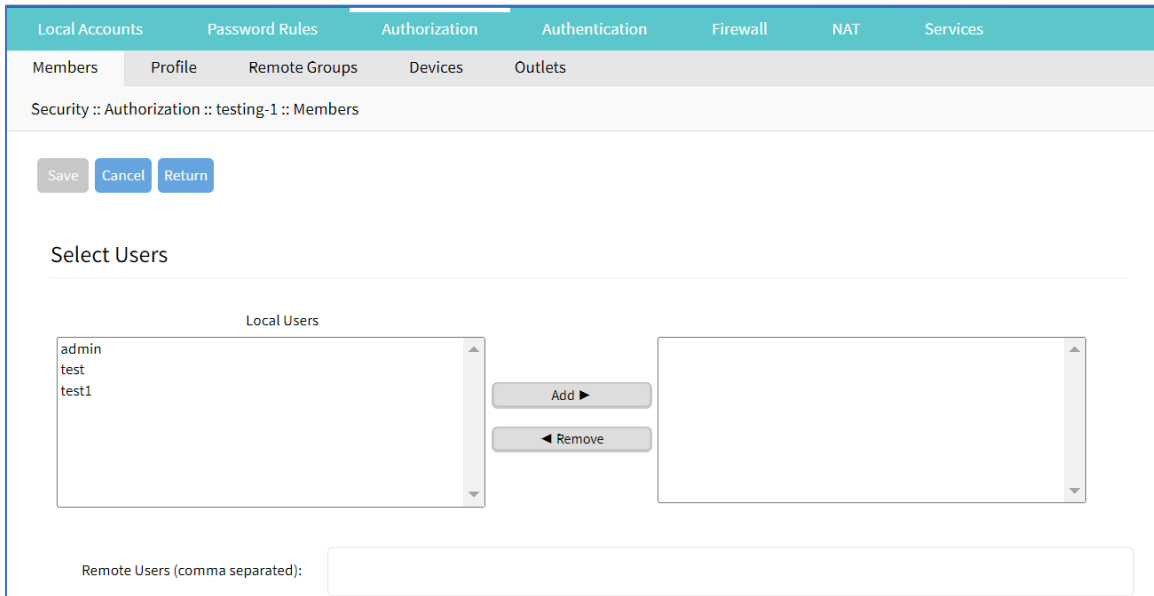 Local Accounts Password Rules Authorization Authentication Firewall NAT Services
Members Profile Remote Groups Devices Outlets
Security :: Authorization :: testing-1 :: Members
Save Cancel Return
Select Users
Local Users
admin
test
test1
Add ►
◄ Remove
Remote Users (comma separated):